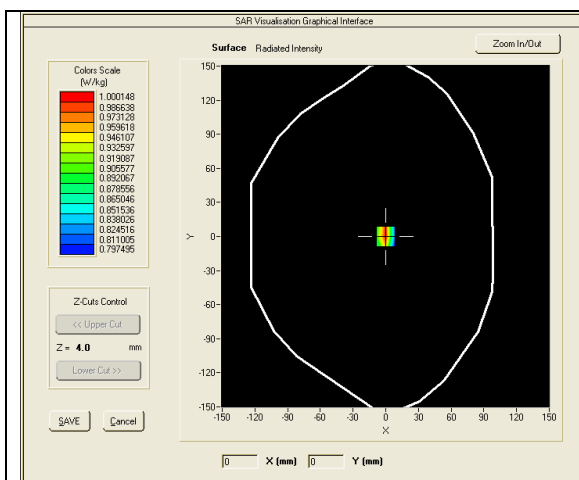 SAR Visualisation Graphical Interface
Surface Radiated Intensity
Zoom In/Out
Colors Scale
(W/kg)
1.000148
0.986638
0.973128
0.959618
0.946107
0.932597
0.919087
0.905577
0.892067
0.878556
0.865046
0.851536
0.838026
0.824516
0.811005
0.797495
Z-Cuts Control
<< Upper Cut
Z = 4.0 mm
Lower Cut >>
SAVE Cancel
150
120
90
60
30
0
-30
-60
-90
-120
-150
Y
-150 -120 -90 -60 -30 0 30 60 90 120 150
X
0 X (mm) 0 Y (mm)